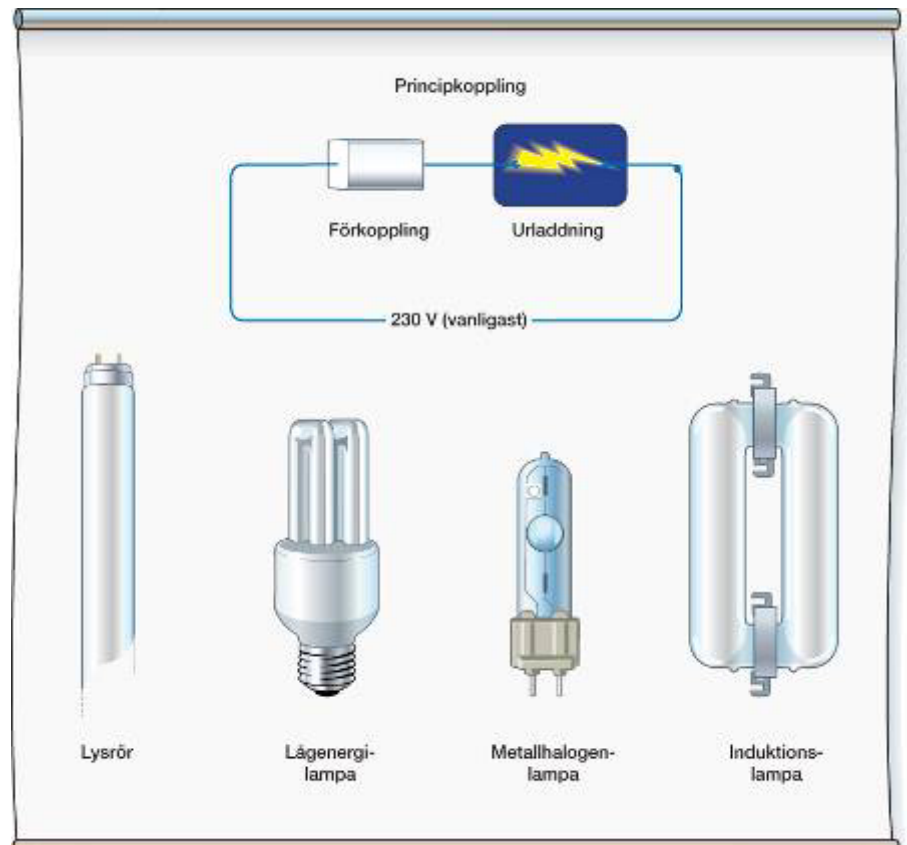 Principkoppling
Förkoppling
Urladdning
230 V (vanligast)
Lysrör
Lågenergi-
lampa
Metallhalogen-
lampa
Induktions-
lampa